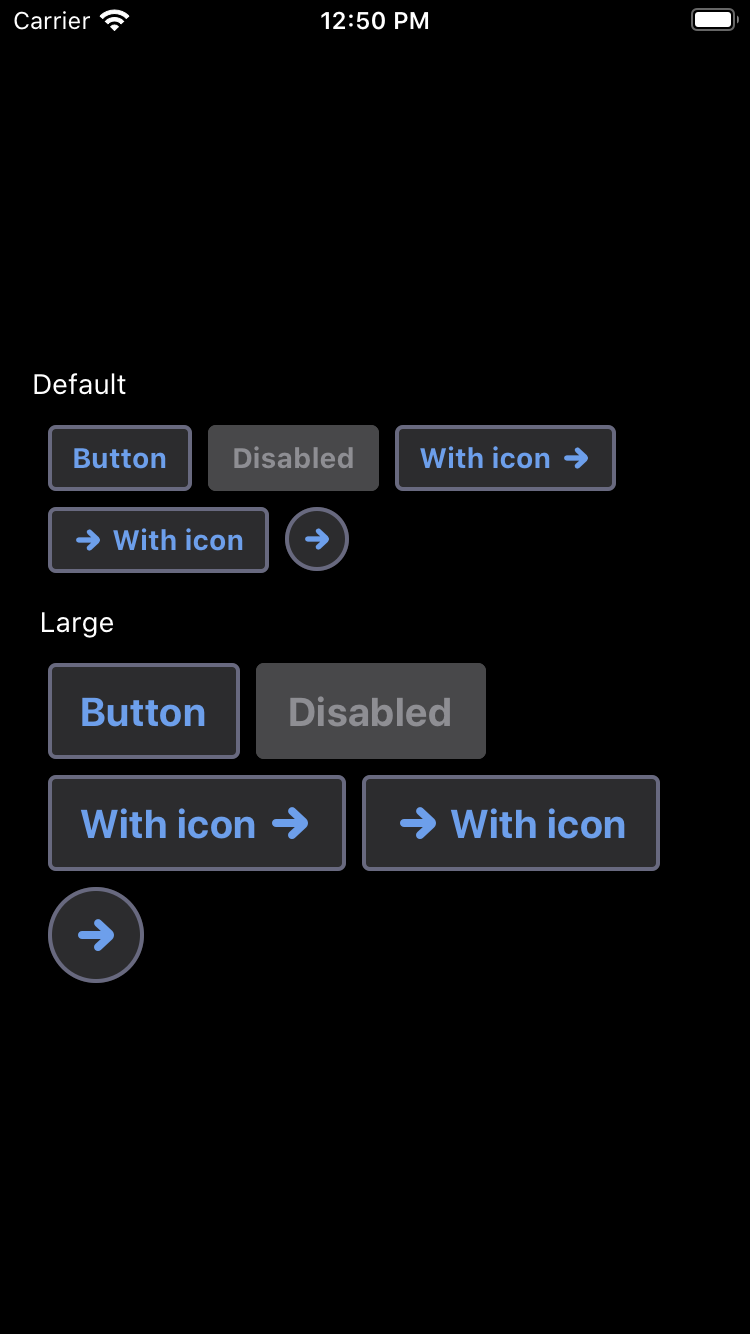 Carrier 12:50 PM
Default
Button Disabled With icon
With icon
Large
Button Disabled
With icon With icon